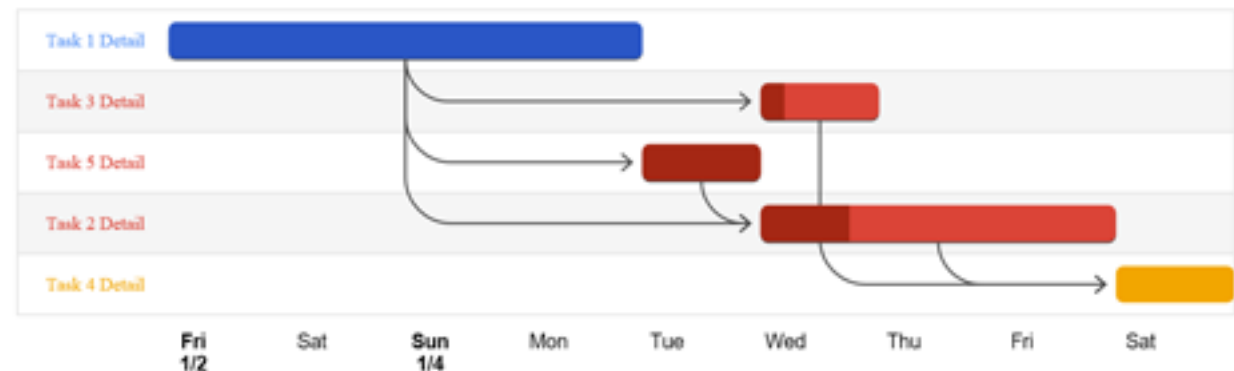 Task 1 Detail
Task 3 Detail
Task 5 Detail
Task 2 Detail
Task 4 Detail
Fri Sat Sun Mon Tue Wed Thu Fri Sat
1/2 1/4